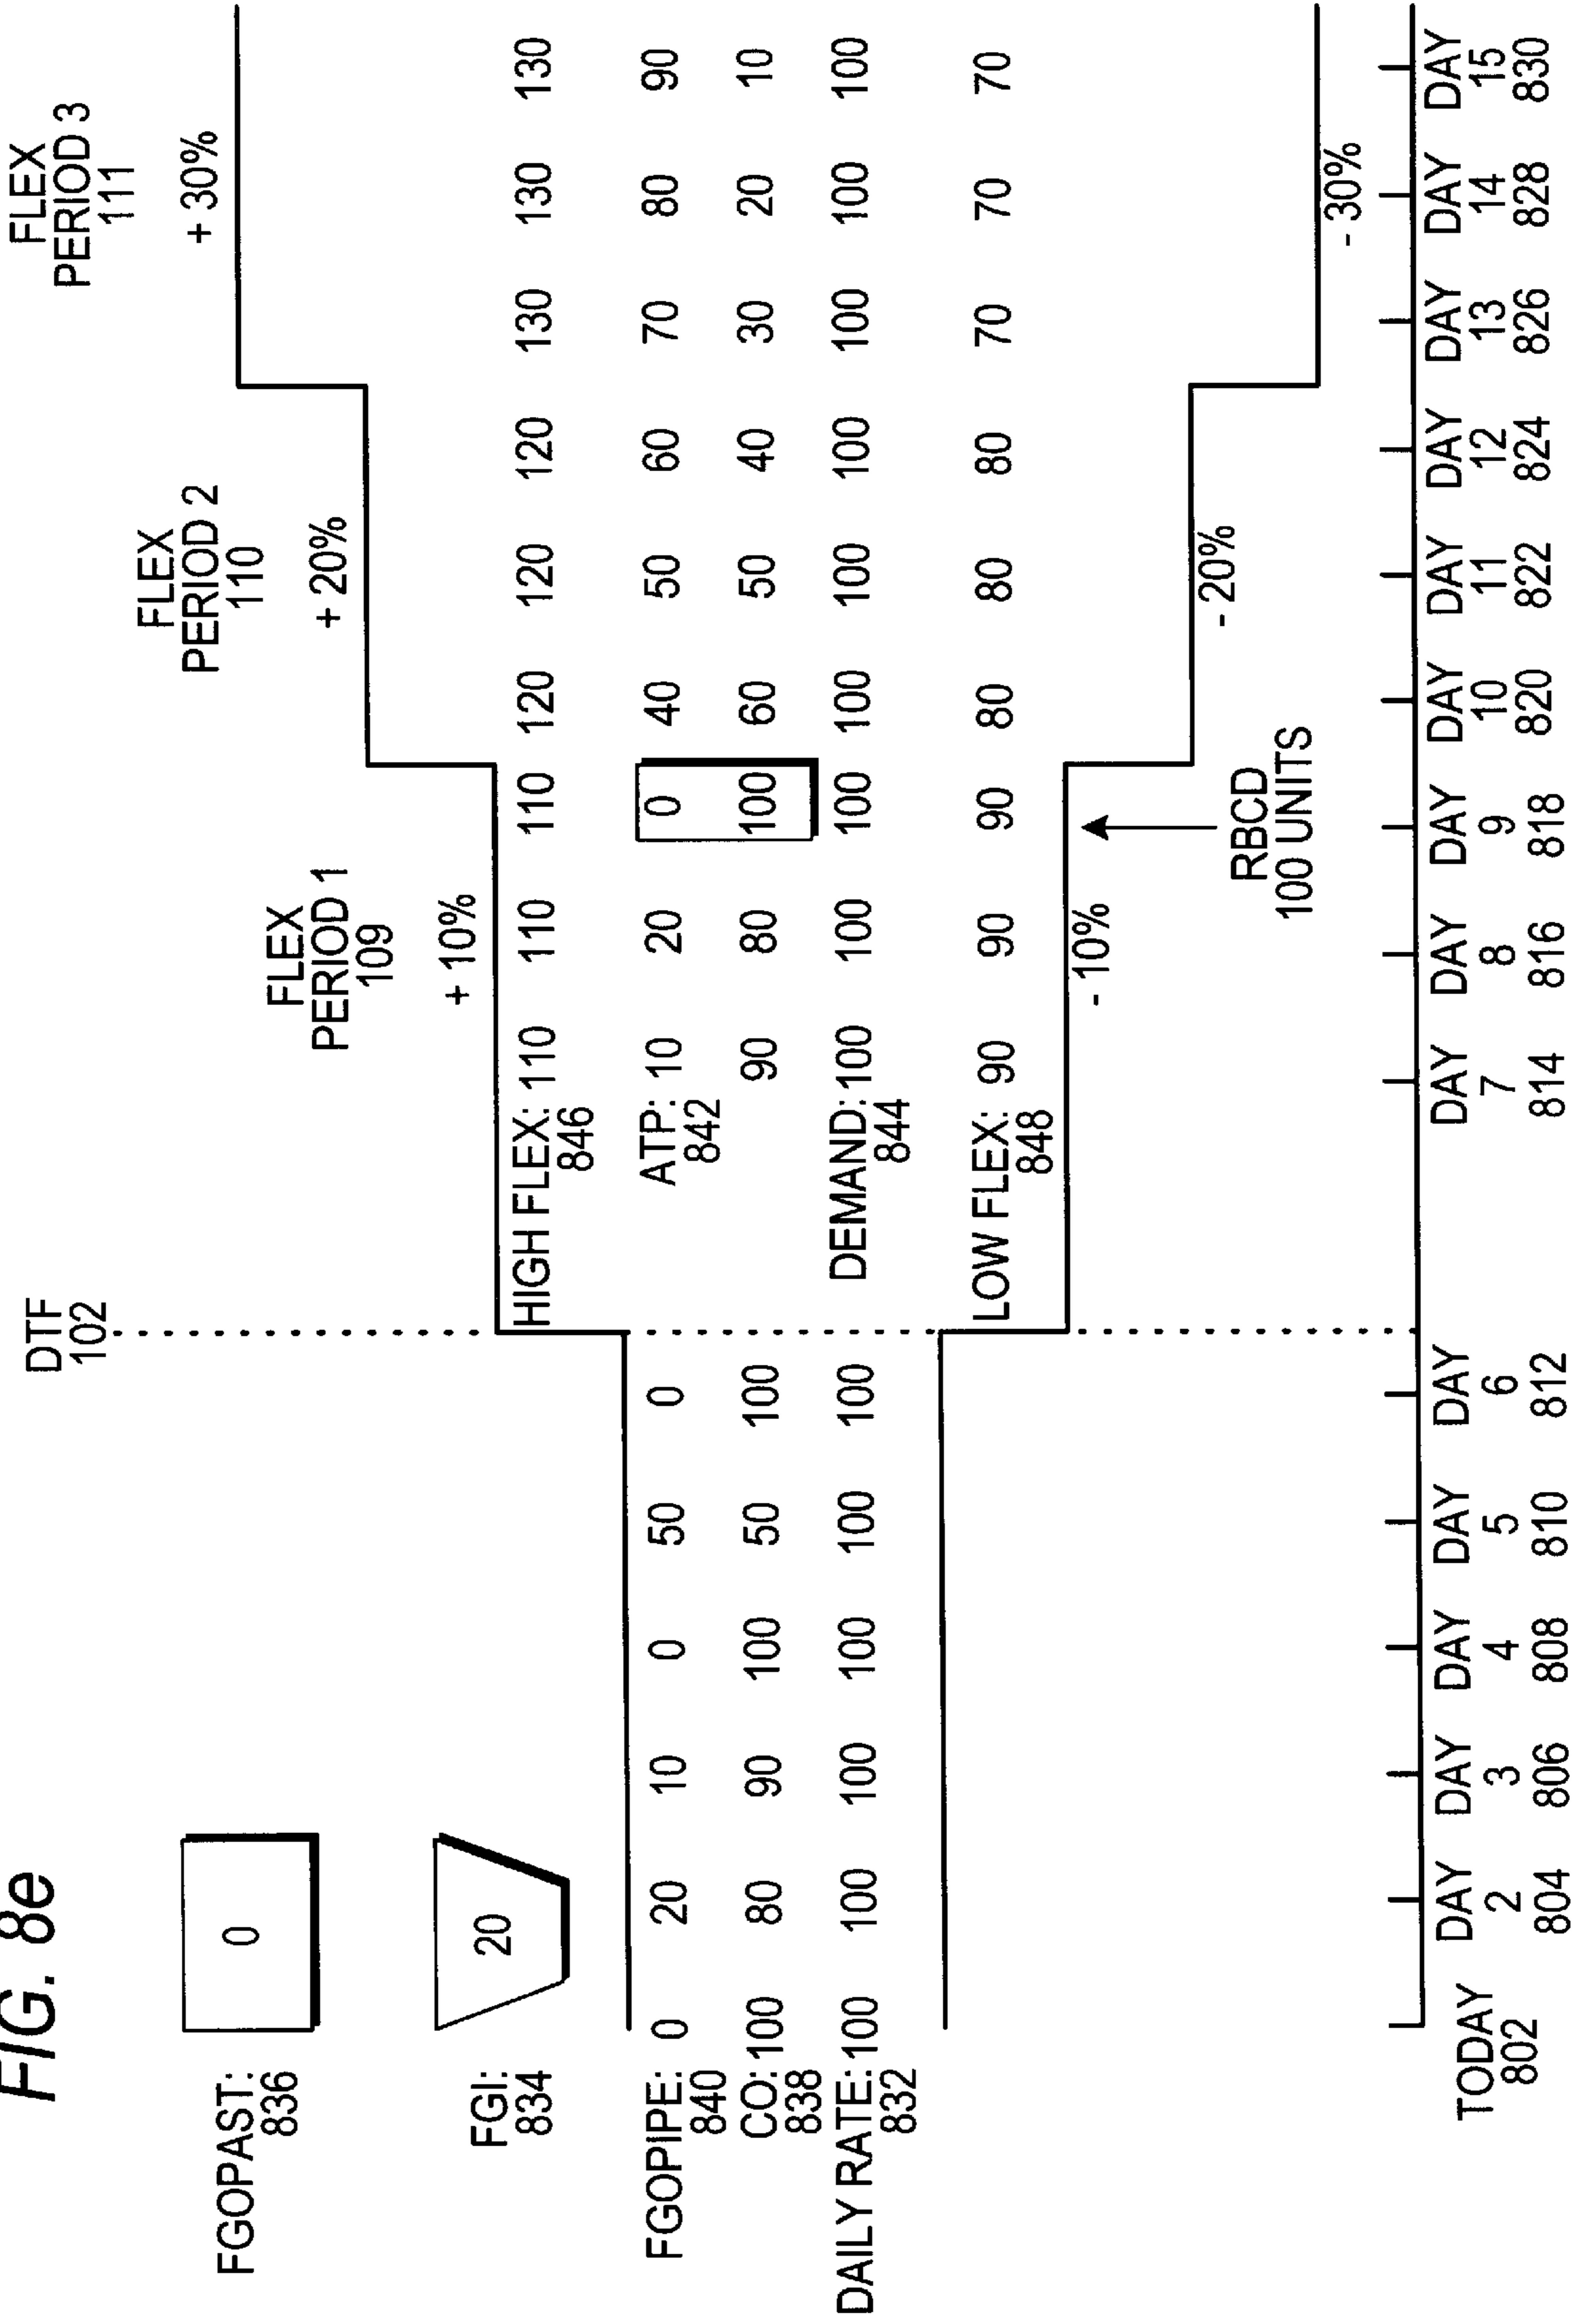 FIG. 8e
FGOPAST:
836
0
FGI:
834
20
DTF
102
FLEX
PERIOD 1
109
+ 10%
FLEX
PERIOD 2
110
+ 20%
FLEX
PERIOD 3
111
+ 30%
HIGH FLEX: 110 110 110 120 120 120 130 130 130
846
FGOPIPE: 0 20 10 0 50 0 ATP: 10 20 0 40 50 60 70 80 90
840 842
CO: 100 80 90 100 50 100 90 80 100 60 50 40 30 20 10
838
DAILY RATE: 100 100 100 100 100 100 DEMAND: 100 100 100 100 100 100 100 100 100
832 844
LOW FLEX: 90 90 90 80 80 80 70 70 70
848
- 10%
- 20%
- 30%
RBCD
100 UNITS
TODAY DAY DAY DAY DAY DAY DAY DAY DAY DAY DAY DAY DAY DAY DAY
802 2 3 4 5 6 7 8 9 10 11 12 13 14 15
804 806 808 810 812 814 816 818 820 822 824 826 828 830